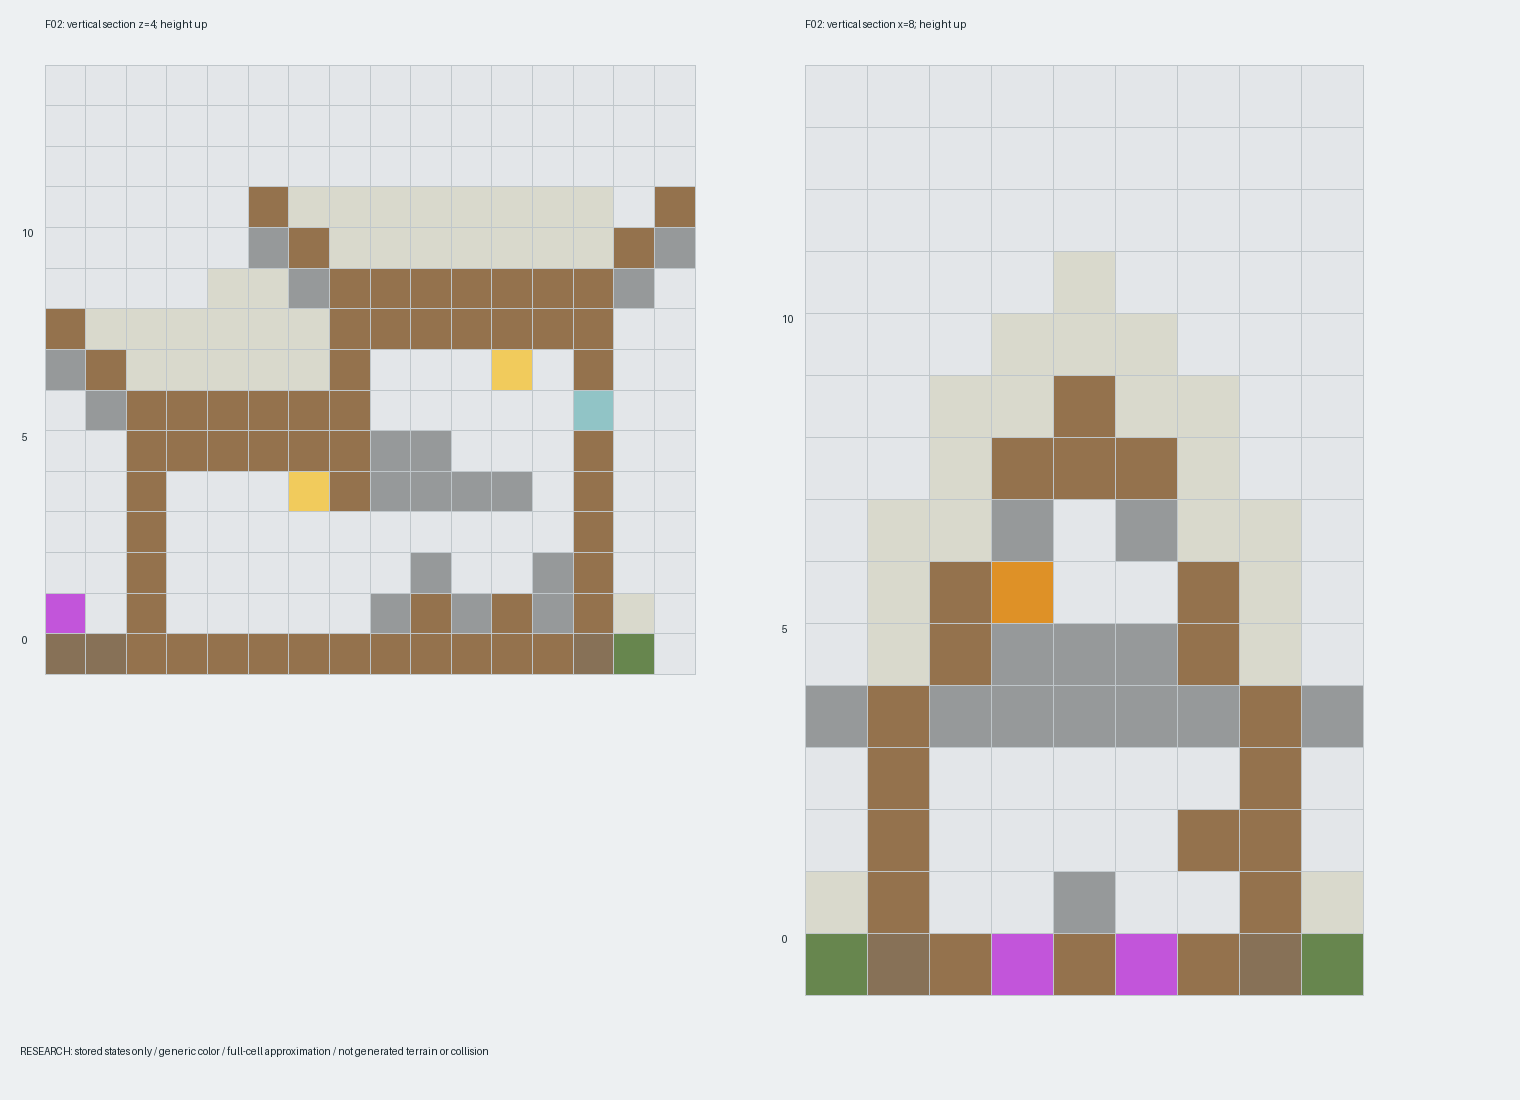 F02: vertical section z=4; height up
F02: vertical section x=8; height up
10
5
0
10
5
0
RESEARCH: stored states only / generic color / full-cell approximation / not generated terrain or collision